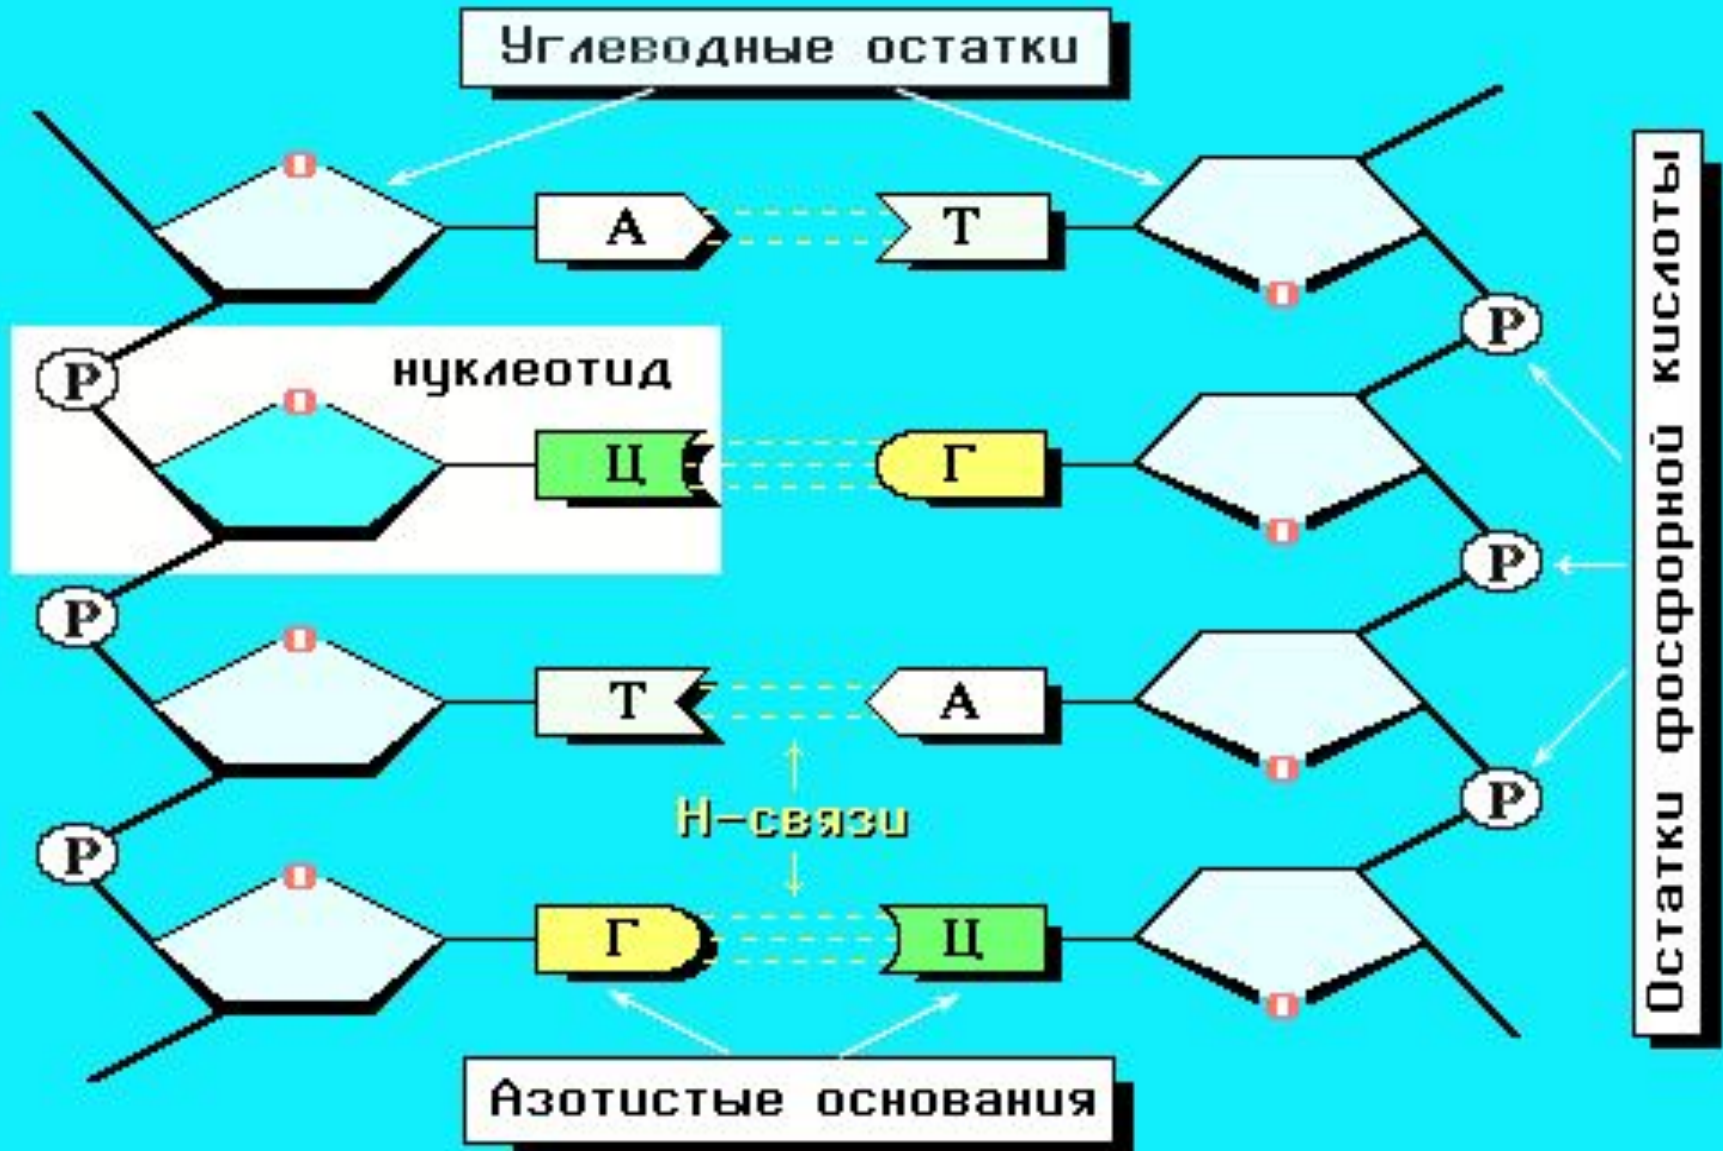 Углеводные остатки
А Т
P
нуклеотид
P
Ц Г
P
P
Т А
Н-связи
P
P
Г Ц
Азотистые основания
Остатки фосфорной кислоты